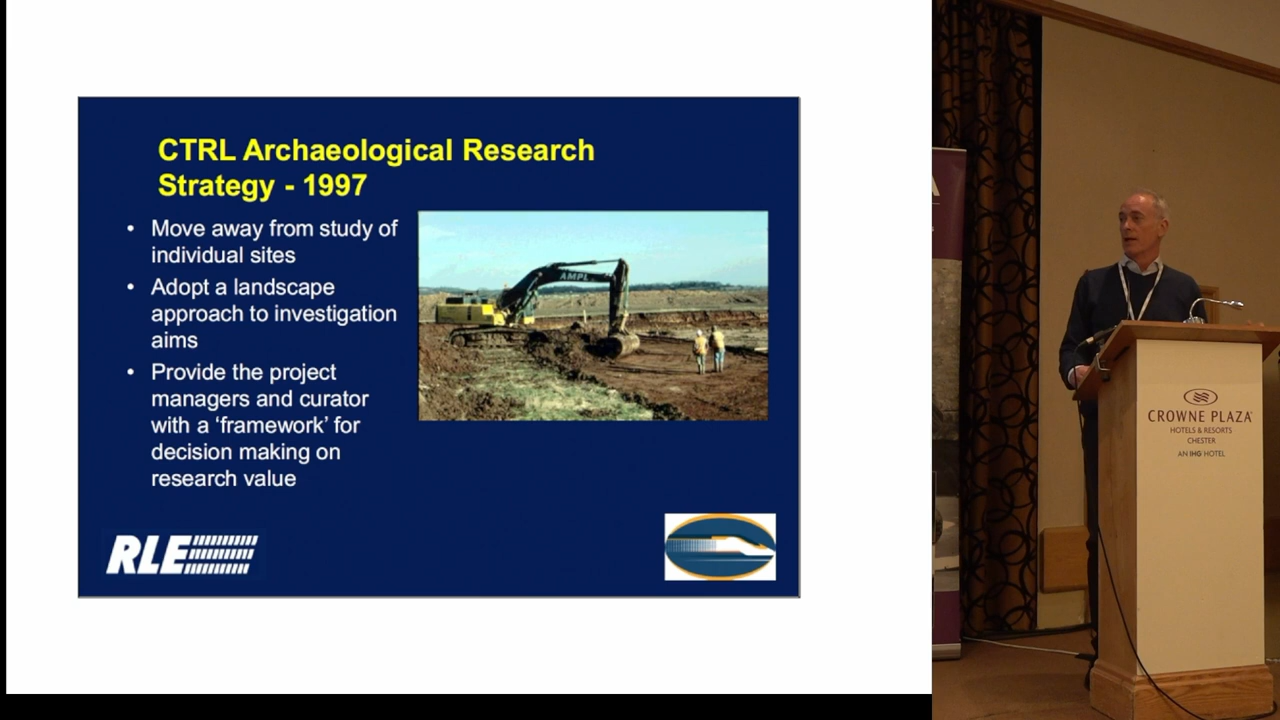 CTRL Archaeological Research
Strategy - 1997
• Move away from study of
individual sites
• Adopt a landscape
approach to investigation
aims
• Provide the project
managers and curator
with a ‘framework’ for
decision making on
research value
AMPL
RLE
A
CROWNE PLAZA
HOTELS & RESORTS
CHESTER
AN IHG HOTEL